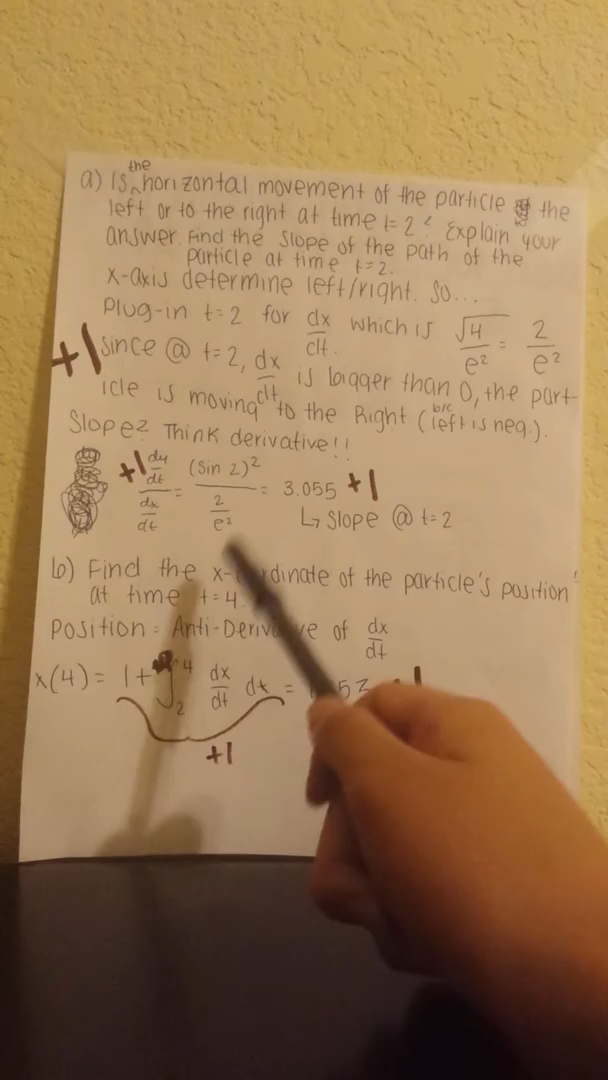 the
a) Is horizontal movement of the particle the
left or to the right at time t=2? Explain your
answer. Find the slope of the path of the
particle at time t=2.
x-axis determine left/right. So...
Plug-in t=2 for dx/dt which is √4/e² = 2/e²
+1 since @ t=2, dx/dt is bigger than 0, the part-
icle is moving to the Right (b/c left is neg.).
Slope? Think derivative!!
+1 dy/dt / dx/dt = (sin 2)² / 2/e² = 3.055 +1
↳ slope @ t=2
b) Find the of the particle's position
at time t=4
Position = Anti-Derivative of dx/dt
x(4) = 1+ ∫₂⁴ dx/dt dt =
+1